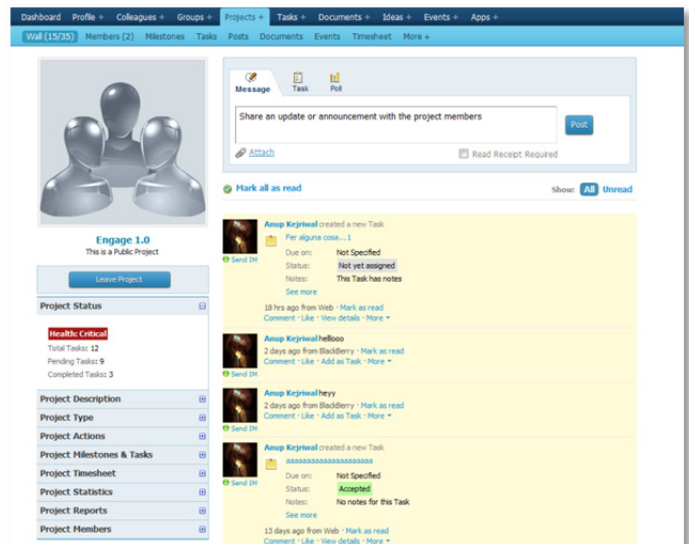 Dashboard Profile + Colleagues + Groups + Projects + Tasks + Documents + Ideas + Events + Apps +
Wall (15/35) Members (2) Milestones Tasks Posts Documents Events Timesheet More +
Message Task Poll
Share an update or announcement with the project members
Post
Attach Read Receipt Required
Mark all as read Show: All Unread
Engage 1.0
This is a Public Project
Leave Project
Project Status
Health: Critical
Total Tasks: 12
Pending Tasks: 9
Completed Tasks: 3
Project Description
Project Type
Project Actions
Project Milestones & Tasks
Project Timesheet
Project Statistics
Project Reports
Project Members
Anup Kejriwal created a new Task
Fer alguna cosa... 1
Send IM
Due on: Not Specified
Status: Not yet assigned
Notes: This Task has notes
See more
18 hrs ago from Web · Mark as read
Comment · Like · View details · More
Anup Kejriwal hellooo
2 days ago from BlackBerry · Mark as read
Comment · Like · Add as Task · More
Send IM
Anup Kejriwal heyy
2 days ago from BlackBerry · Mark as read
Comment · Like · Add as Task · More
Send IM
Anup Kejriwal created a new Task
Send IM
Due on: Not Specified
Status: Accepted
Notes: No notes for this Task
See more
13 days ago from Web · Mark as read
Comment · Like · View details · More